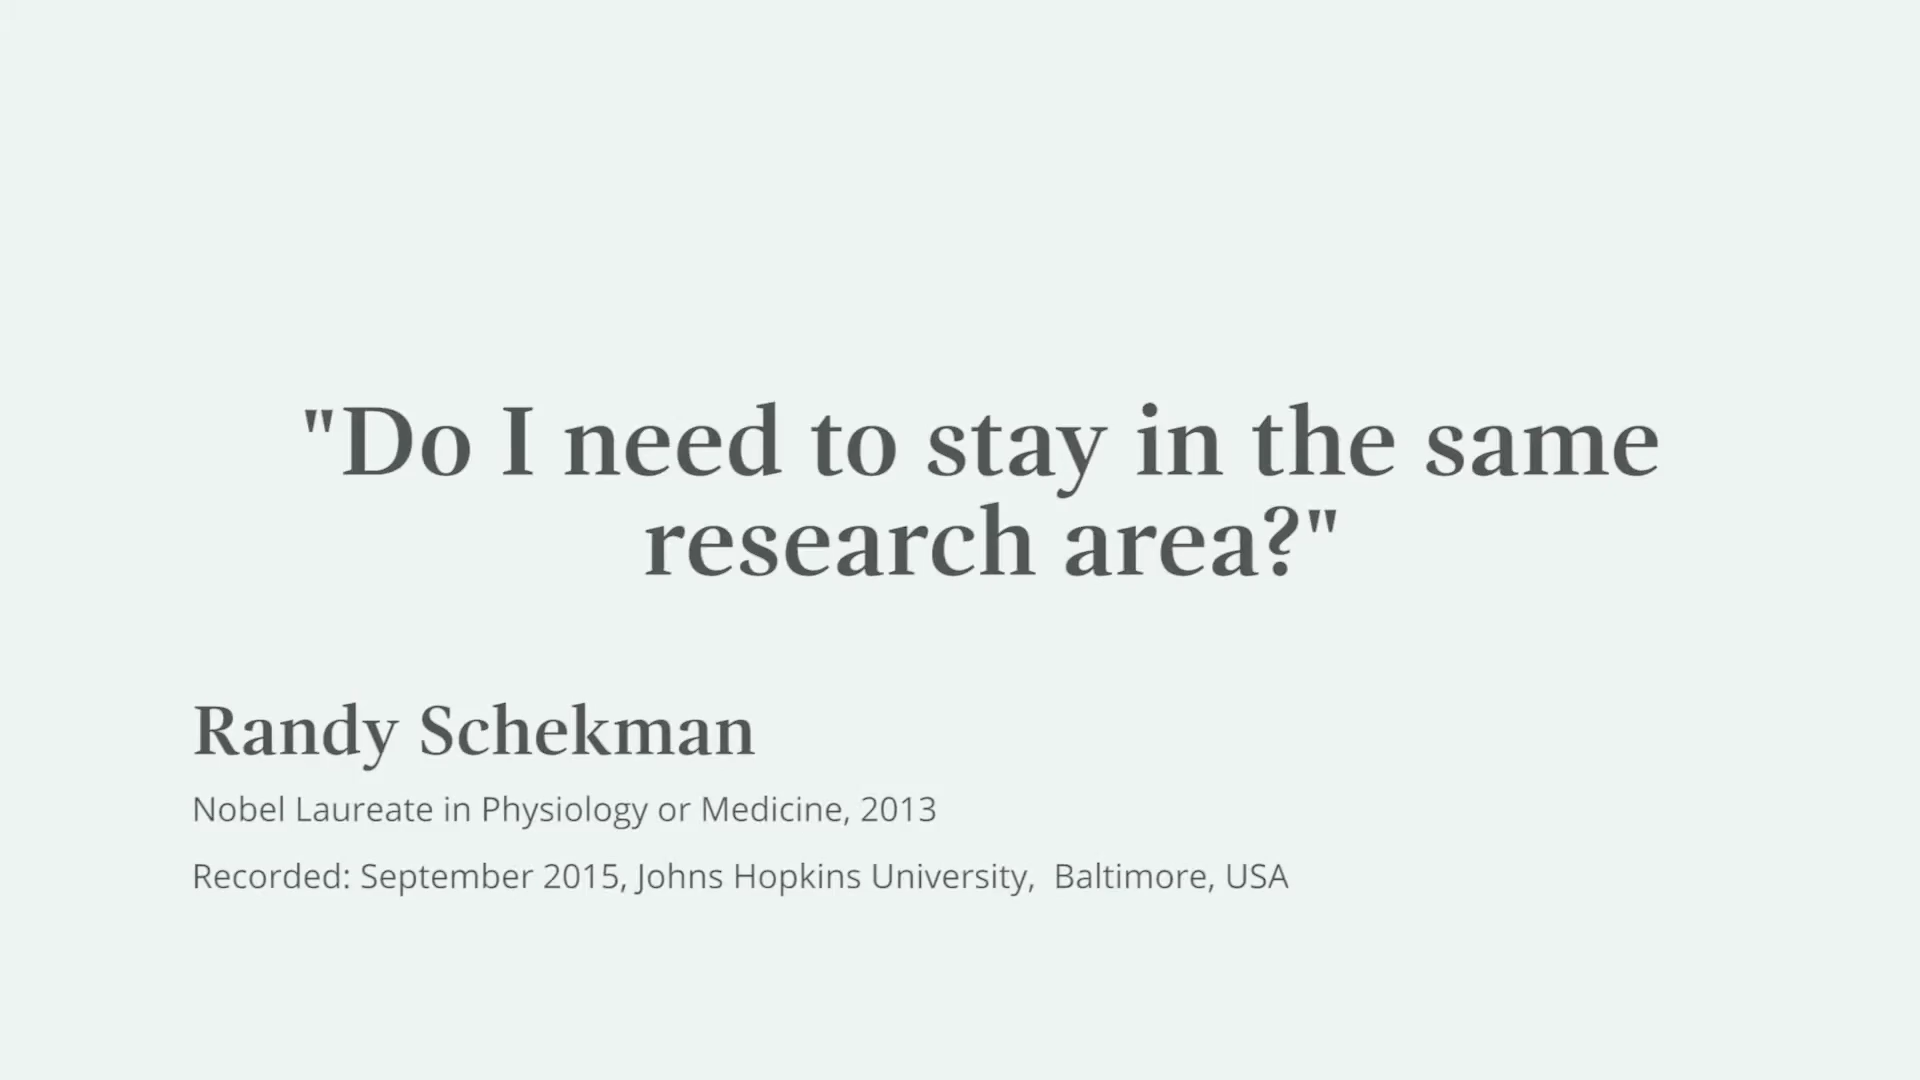 "Do I need to stay in the same
research area?"
Randy Schekman
Nobel Laureate in Physiology or Medicine, 2013
Recorded: September 2015, Johns Hopkins University,  Baltimore, USA